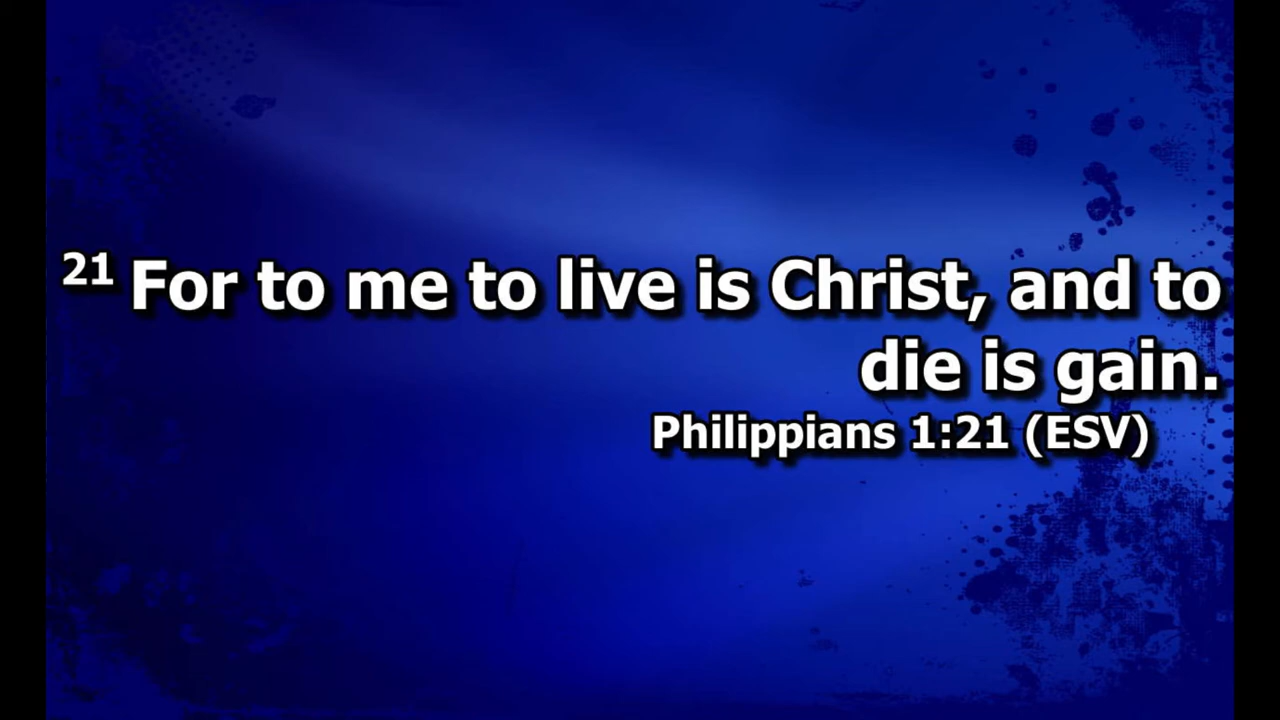 21 For to me to live is Christ, and to
die is gain.
Philippians 1:21 (ESV)